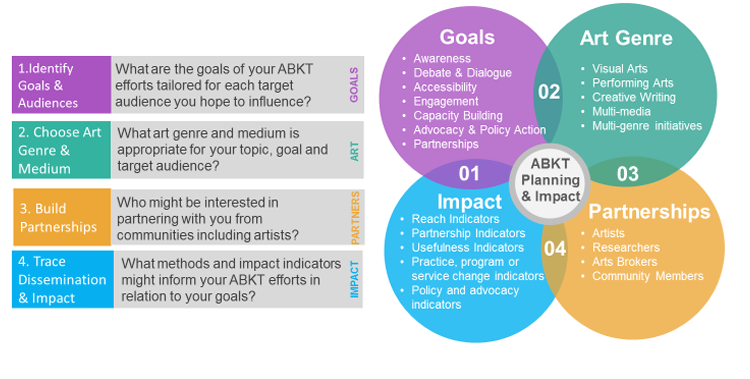 1.Identify
Goals &
Audiences
What are the goals of your ABKT
efforts tailored for each target
audience you hope to influence?
GOALS
2. Choose Art
Genre &
Medium
What art genre and medium is
appropriate for your topic, goal and
target audience?
ART
3. Build
Partnerships
Who might be interested in
partnering with you from
communities including artists?
PARTNERS
4. Trace
Dissemination
& Impact
What methods and impact indicators
might inform your ABKT efforts in
relation to your goals?
IMPACT
Goals
• Awareness
• Debate & Dialogue
• Accessibility
• Engagement
• Capacity Building
• Advocacy & Policy Action
• Partnerships
01
02
Art Genre
• Visual Arts
• Performing Arts
• Creative Writing
• Multi-media
• Multi-genre initiatives
ABKT
Planning
& Impact
03
Impact
• Reach Indicators
• Partnership Indicators
• Usefulness Indicators
• Practice, program or
service change indicators
• Policy and advocacy
indicators
04
Partnerships
• Artists
• Researchers
• Arts Brokers
• Community Members